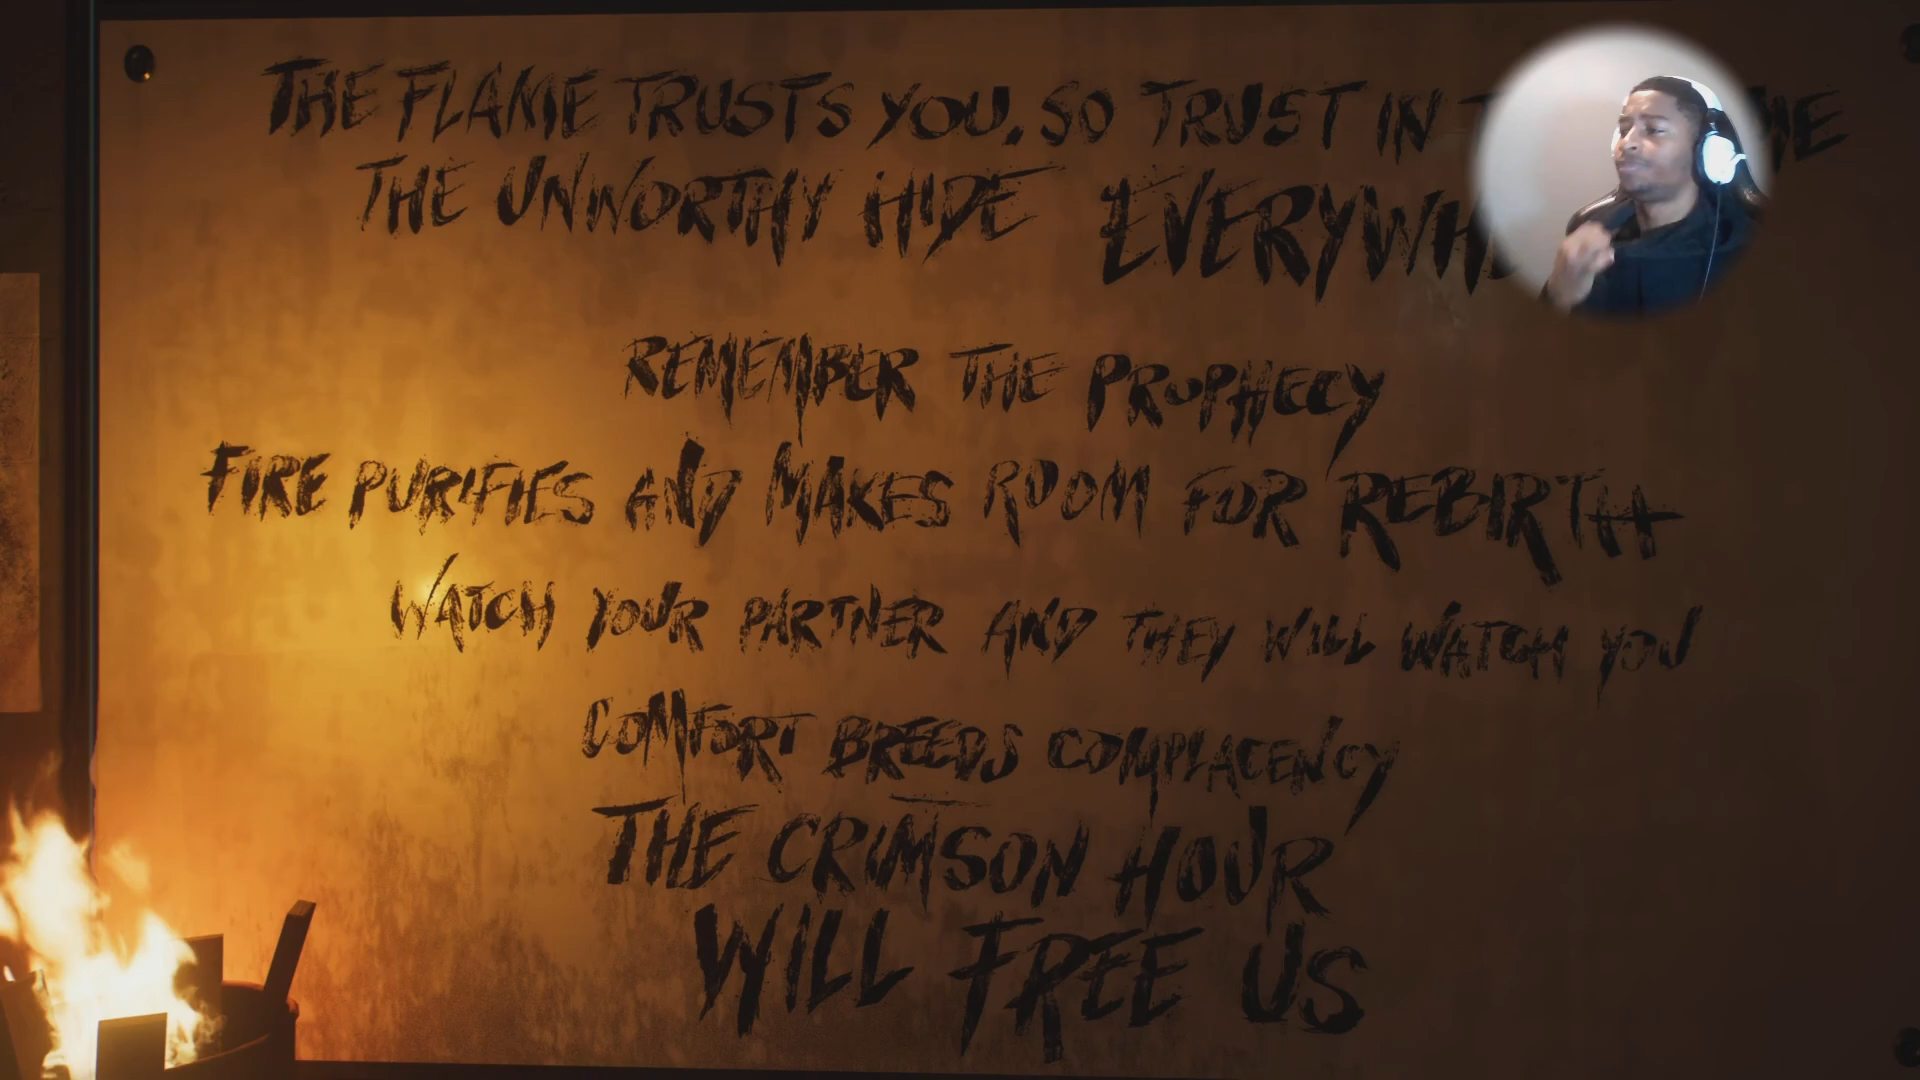 THE FLAME TRUSTS YOU. SO TRUST IN
THE UNWORTHY HIDE
REMEMBER THE PROPHECY
FIRE PURIFIES AND MAKES ROOM FOR REBIRTH
WATCH YOUR PARTNER AND THEY WILL WATCH YOU
COMFORT BREEDS COMPLACENCY
THE CRIMSON HOUR
WILL FREE US